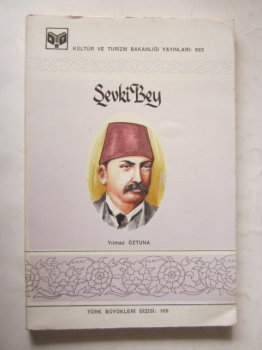 KÜLTÜR VE TURİZM BAKANLIĞI YAYINLARI: 893
Şevki Bey
Yılmaz ÖZTUNA
TÜRK BÜYÜKLERİ DİZİSİ: 105